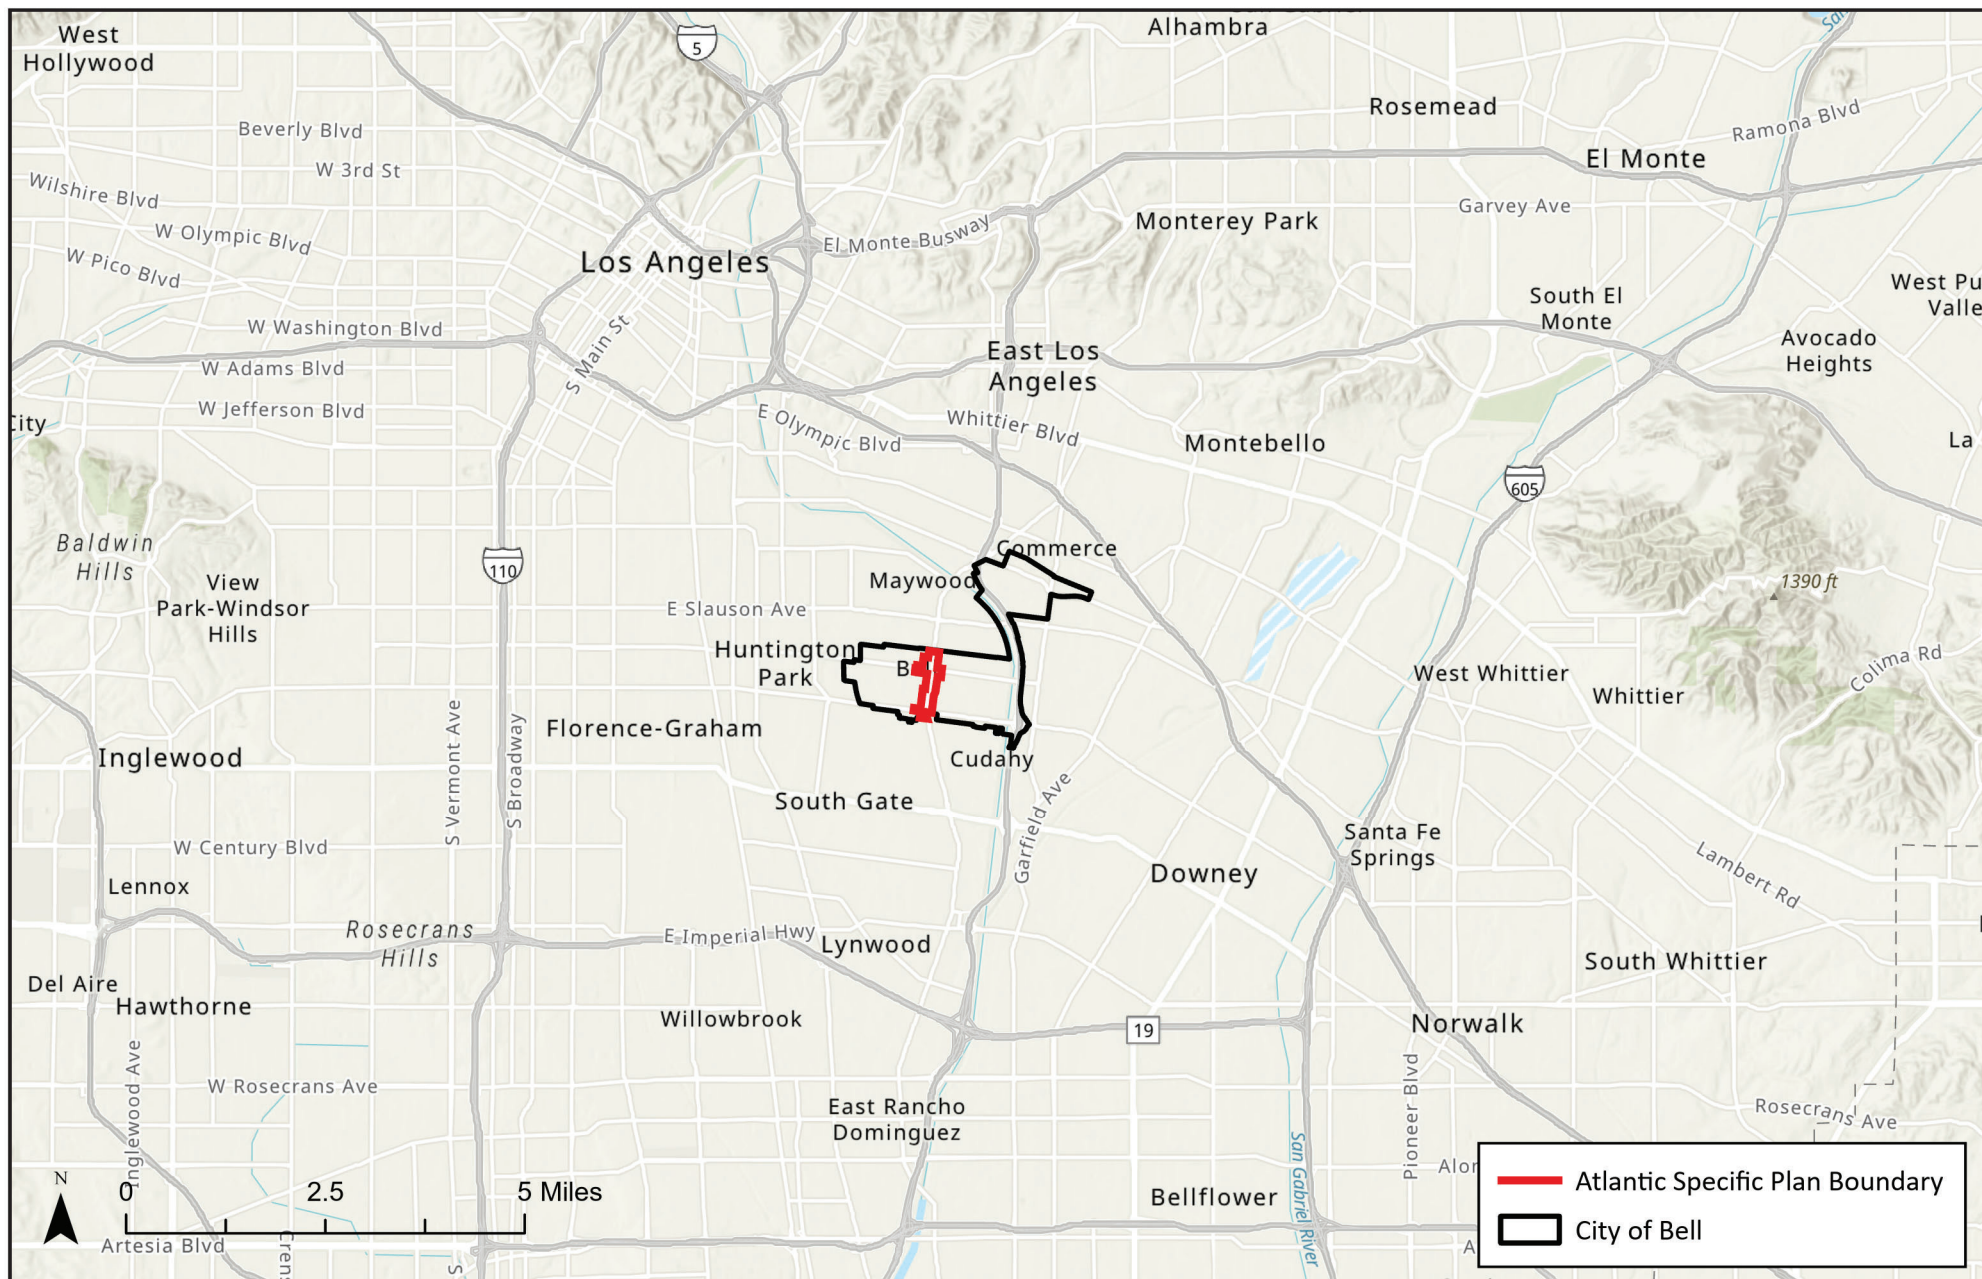 West
Hollywood
5
Alhambra
Rosemead
Ramona Blvd
El Monte
Beverly Blvd
W 3rd St
Wilshire Blvd
Garvey Ave
Monterey Park
W Olympic Blvd
El Monte Busway
W Pico Blvd
Los Angeles
South El
Monte
West Pu
Valle
W Washington Blvd
S Main St
Avocado
Heights
East Los
Angeles
W Adams Blvd
W Jefferson Blvd
City
E Olympic Blvd
Whittier Blvd
Montebello
La
605
Baldwin
Hills
110
Commerce
View
Park-Windsor
Hills
Maywood
1390 ft
E Slauson Ave
Huntington
Park
West Whittier
Whittier
Colima Rd
Florence-Graham
S Vermont Ave
S Broadway
Inglewood
Cudahy
South Gate
Garfield Ave
W Century Blvd
Santa Fe
Springs
Lennox
Downey
Lambert Rd
Rosecrans
Hills
E Imperial Hwy
Lynwood
South Whittier
Del Aire
Hawthorne
Willowbrook
19
Norwalk
Inglewood Ave
W Rosecrans Ave
Pioneer Blvd
East Rancho
Dominguez
Rosecrans Ave
San Gabriel River
Alor
Bellflower
N
0 2.5 5 Miles
Artesia Blvd
Crens
S
A
Atlantic Specific Plan Boundary
City of Bell